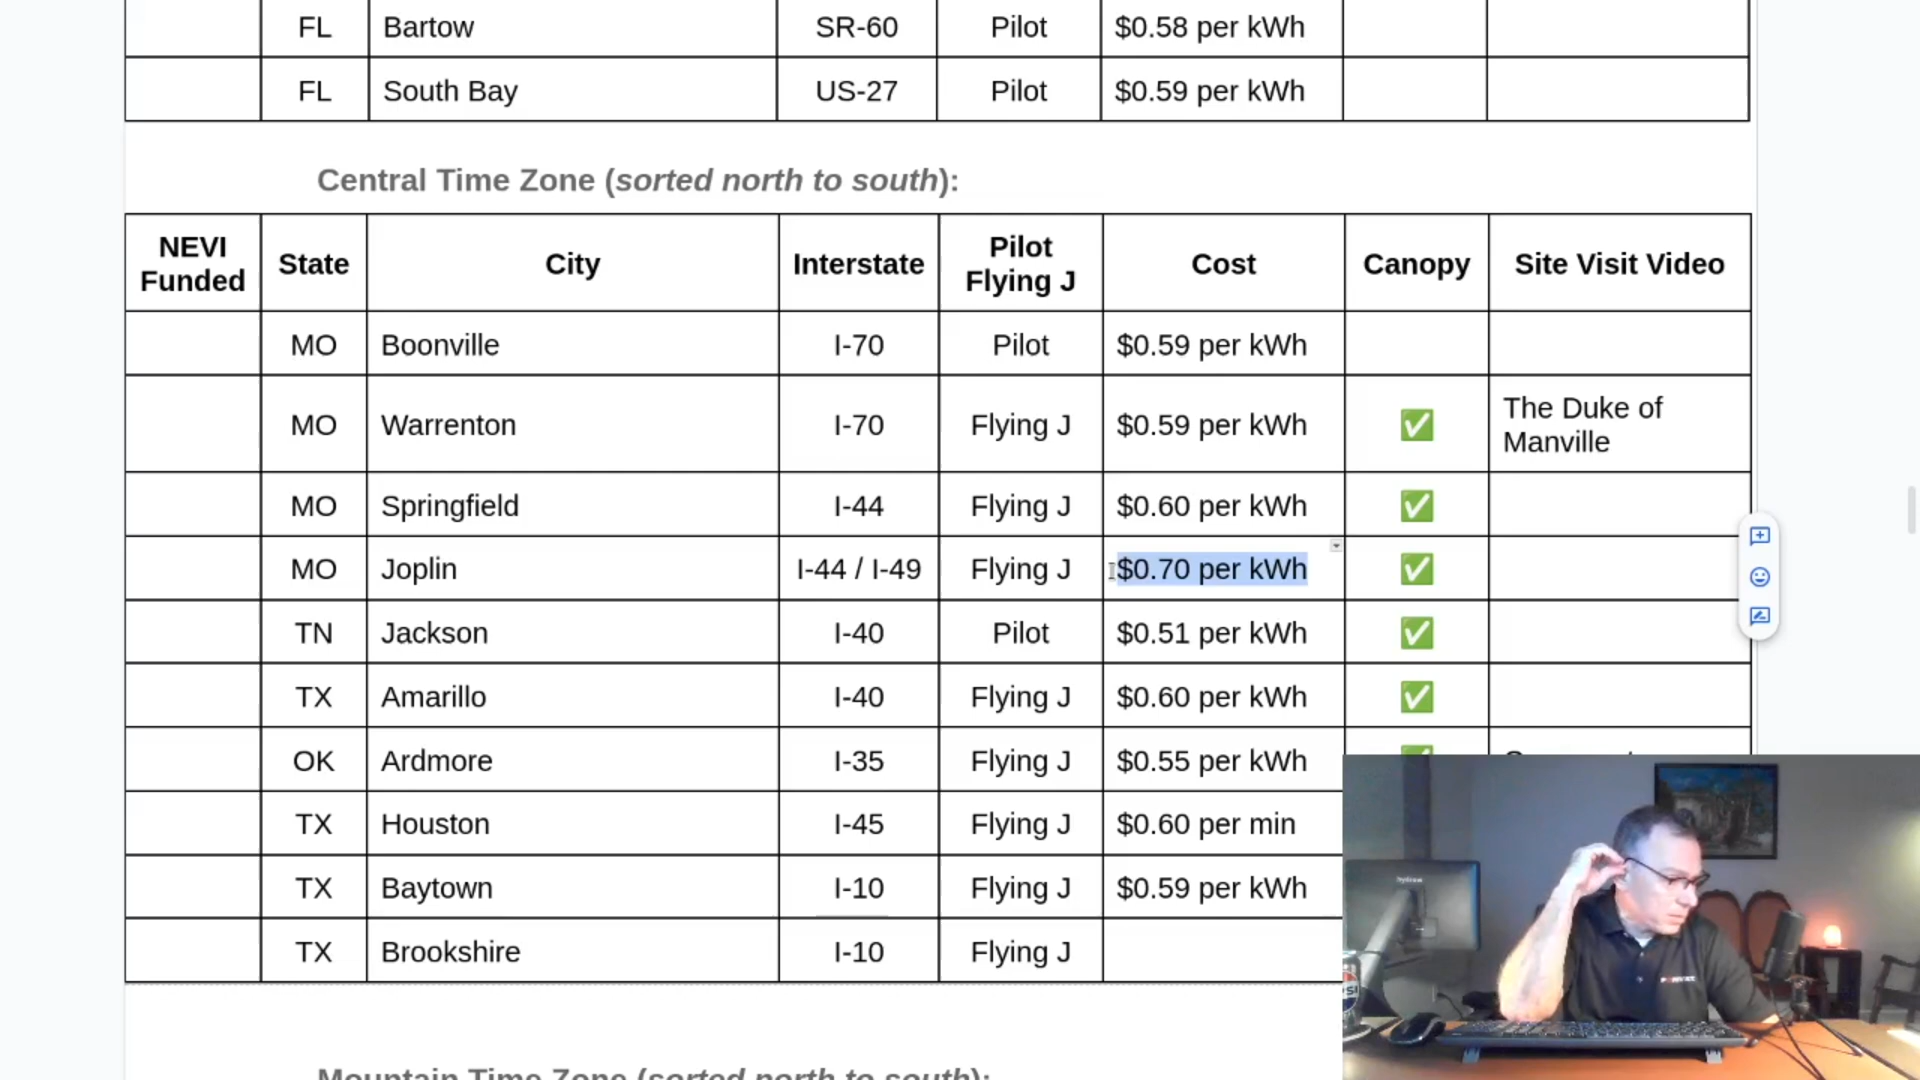 FL Bartow SR-60 Pilot $0.58 per kWh
FL South Bay US-27 Pilot $0.59 per kWh
Central Time Zone (sorted north to south):
NEVI Funded State City Interstate Pilot Flying J Cost Canopy Site Visit Video
MO Boonville I-70 Pilot $0.59 per kWh
MO Warrenton I-70 Flying J $0.59 per kWh ✅ The Duke of Manville
MO Springfield I-44 Flying J $0.60 per kWh ✅
MO Joplin I-44 / I-49 Flying J $0.70 per kWh ✅
TN Jackson I-40 Pilot $0.51 per kWh ✅
TX Amarillo I-40 Flying J $0.60 per kWh ✅
OK Ardmore I-35 Flying J $0.55 per kWh
TX Houston I-45 Flying J $0.60 per min
TX Baytown I-10 Flying J $0.59 per kWh
TX Brookshire I-10 Flying J
Mountain Time Zone (sorted north to south):